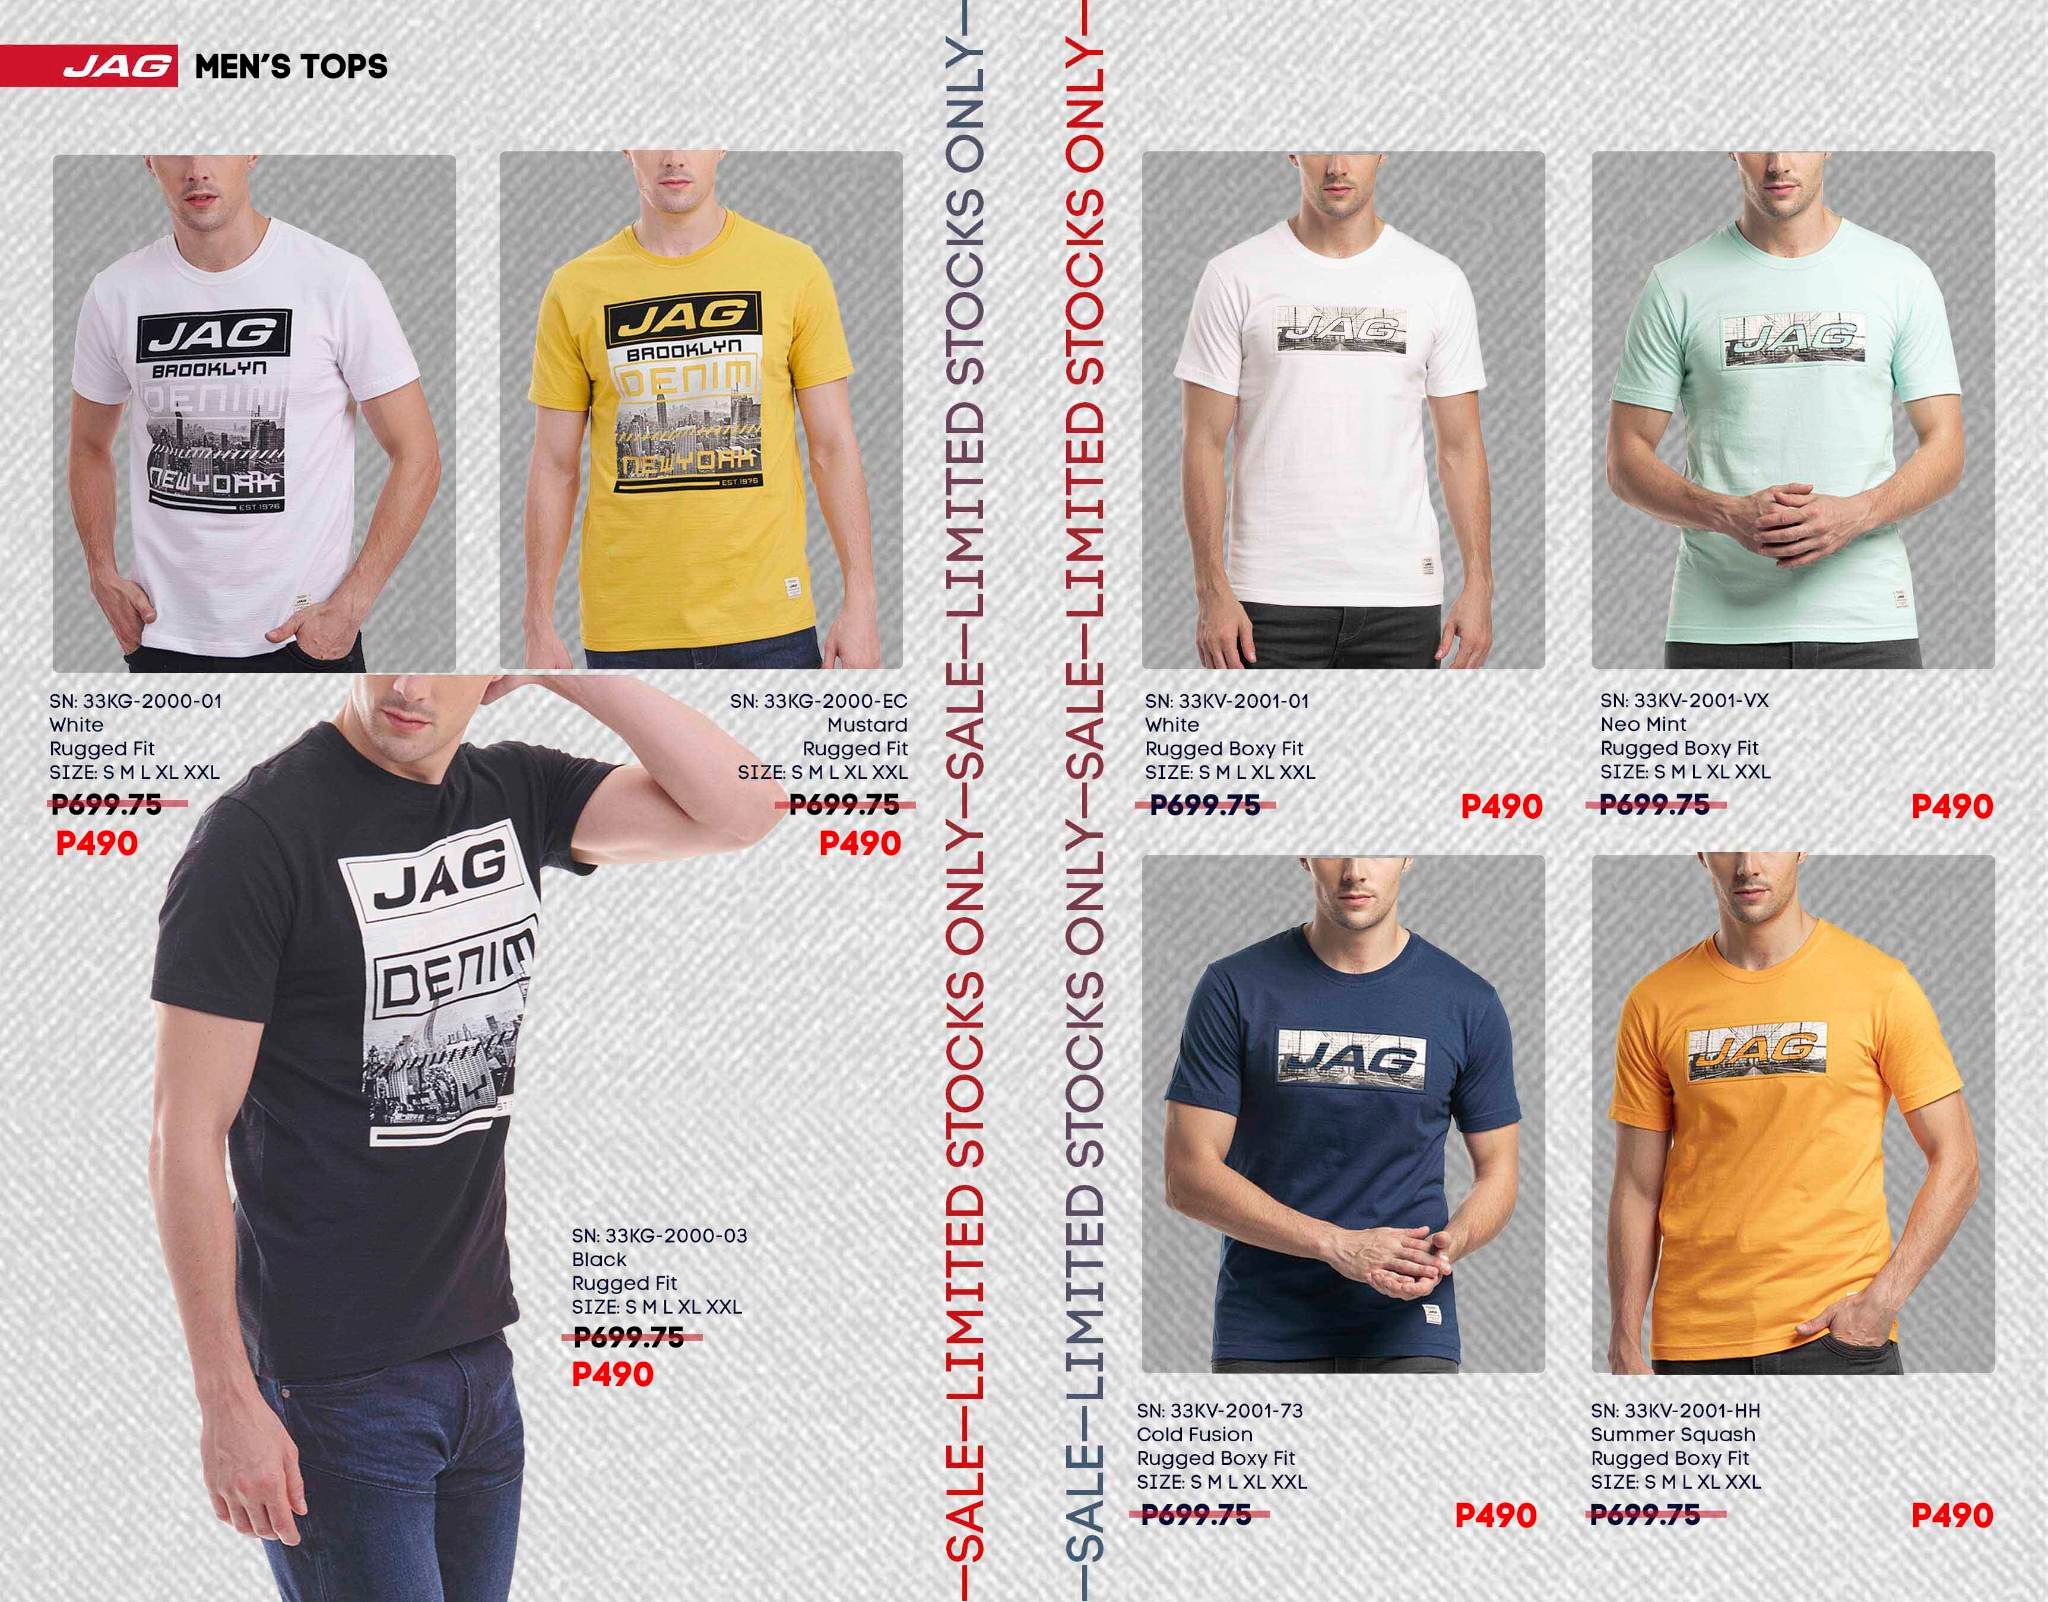 JAG MEN'S TOPS
JAG
BROOKLYN
DENIM
NEWYORK
EST.1976
SN: 33KG-2000-01
White
Rugged Fit
SIZE: S M L XL XXL
P699.75
P490
JAG
BROOKLYN
DENIM
NEWYORK
EST.1976
SN: 33KG-2000-EC
Mustard
Rugged Fit
SIZE: S M L XL XXL
P699.75
P490
JAG
DENIM
SN: 33KG-2000-03
Black
Rugged Fit
SIZE: S M L XL XXL
P699.75
P490
—SALE—LIMITED STOCKS ONLY—SALE—LIMITED STOCKS ONLY—
—SALE—LIMITED STOCKS ONLY—SALE—LIMITED STOCKS ONLY—
JAG
SN: 33KV-2001-01
White
Rugged Boxy Fit
SIZE: S M L XL XXL
P699.75 P490
JAG
SN: 33KV-2001-VX
Neo Mint
Rugged Boxy Fit
SIZE: S M L XL XXL
P699.75 P490
JAG
SN: 33KV-2001-73
Cold Fusion
Rugged Boxy Fit
SIZE: S M L XL XXL
P699.75 P490
JAG
SN: 33KV-2001-HH
Summer Squash
Rugged Boxy Fit
SIZE: S M L XL XXL
P699.75 P490